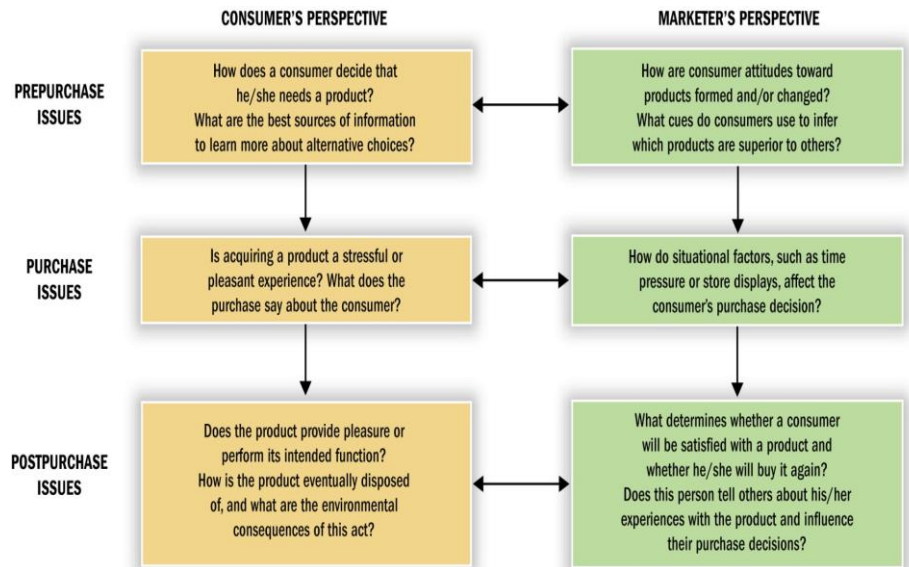 CONSUMER'S PERSPECTIVE
MARKETER'S PERSPECTIVE
PREPURCHASE
ISSUES
How does a consumer decide that
he/she needs a product?
What are the best sources of information
to learn more about alternative choices?
How are consumer attitudes toward
products formed and/or changed?
What cues do consumers use to infer
which products are superior to others?
PURCHASE
ISSUES
Is acquiring a product a stressful or
pleasant experience? What does the
purchase say about the consumer?
How do situational factors, such as time
pressure or store displays, affect the
consumer's purchase decision?
POSTPURCHASE
ISSUES
Does the product provide pleasure or
perform its intended function?
How is the product eventually disposed
of, and what are the environmental
consequences of this act?
What determines whether a consumer
will be satisfied with a product and
whether he/she will buy it again?
Does this person tell others about his/her
experiences with the product and influence
their purchase decisions?